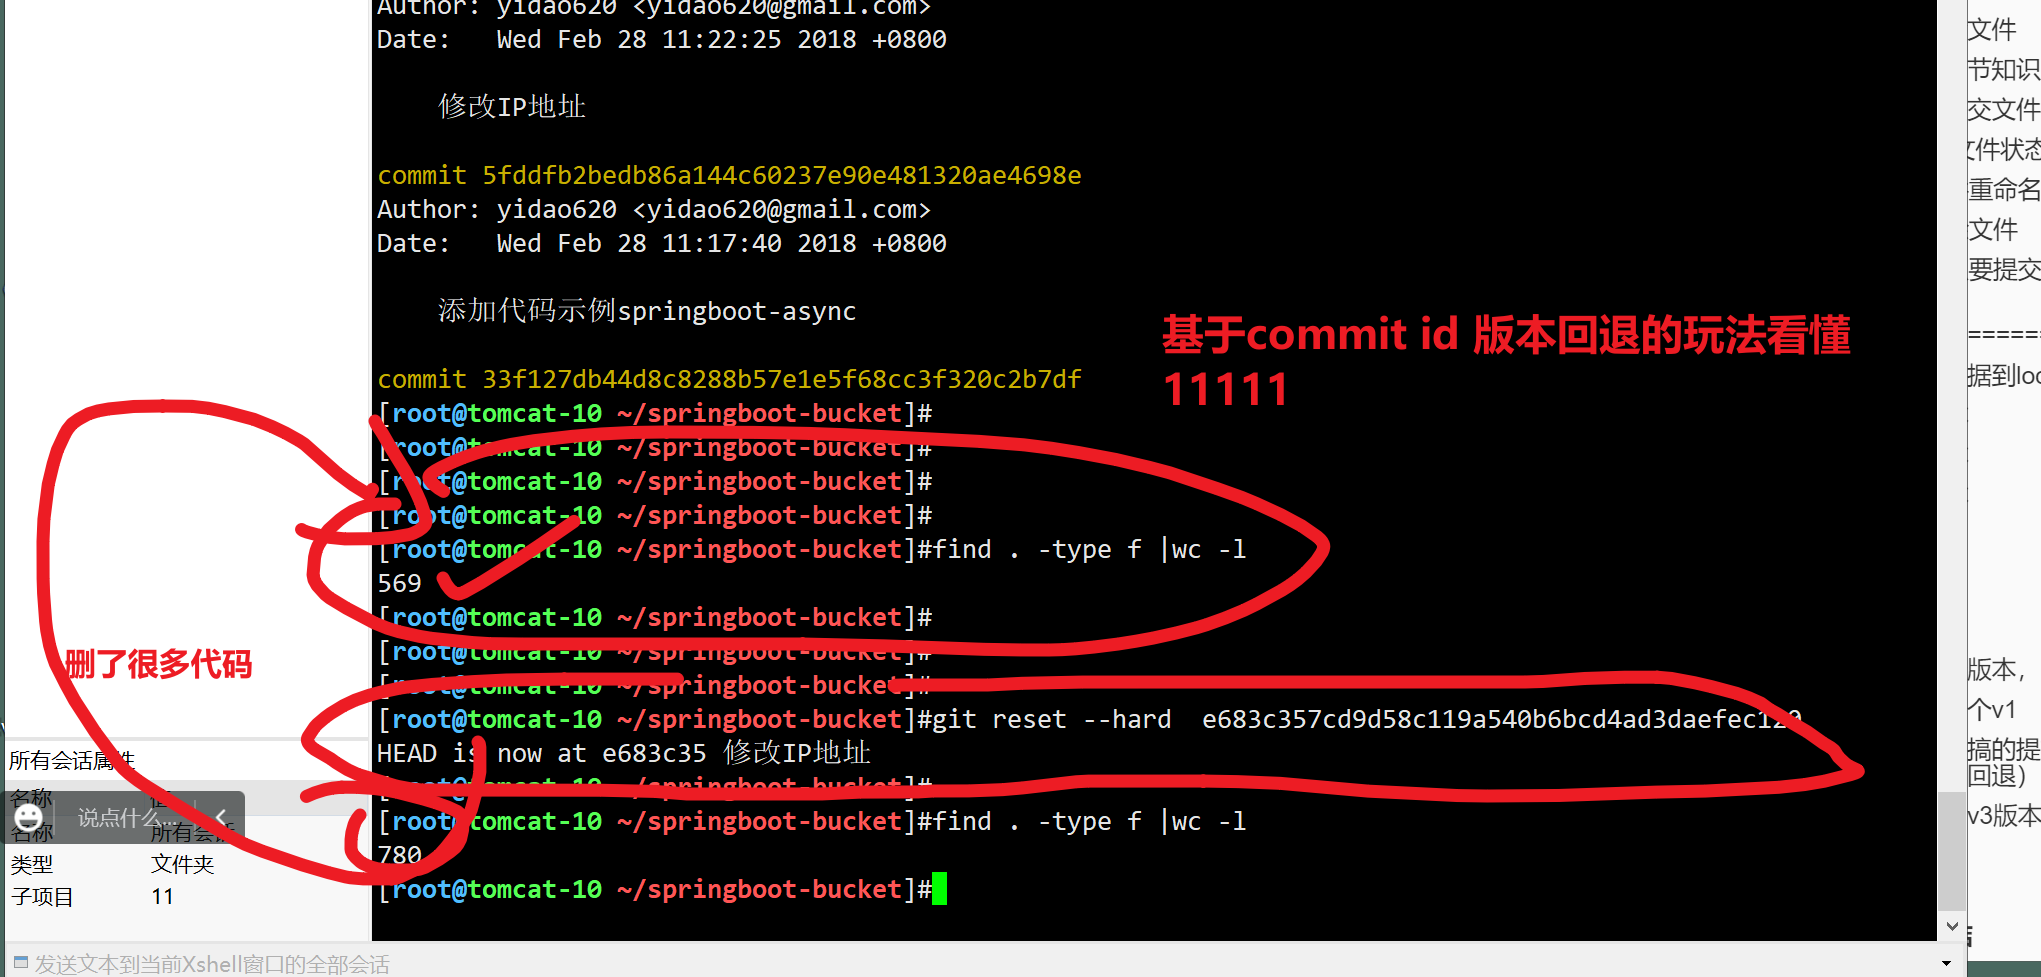 Author: yidao620 <yidao620@gmail.com>
Date:   Wed Feb 28 11:22:25 2018 +0800
修改IP地址
commit 5fddfb2bedb86a144c60237e90e481320ae4698e
Author: yidao620 <yidao620@gmail.com>
Date:   Wed Feb 28 11:17:40 2018 +0800
添加代码示例springboot-async
commit 33f127db44d8c8288b57e1e5f68cc3f320c2b7df
[root@tomcat-10 ~/springboot-bucket]#
[root@tomcat-10 ~/springboot-bucket]#
[root@tomcat-10 ~/springboot-bucket]#
[root@tomcat-10 ~/springboot-bucket]#
[root@tomcat-10 ~/springboot-bucket]#find . -type f |wc -l
569
[root@tomcat-10 ~/springboot-bucket]#
[root@tomcat-10 ~/springboot-bucket]#
[root@tomcat-10 ~/springboot-bucket]#
[root@tomcat-10 ~/springboot-bucket]#git reset --hard  e683c357cd9d58c119a540b6bcd4ad3daefec120
HEAD is now at e683c35 修改IP地址
[root@tomcat-10 ~/springboot-bucket]#
[root@tomcat-10 ~/springboot-bucket]#find . -type f |wc -l
780
[root@tomcat-10 ~/springboot-bucket]#
基于commit id 版本回退的玩法看懂
11111
删了很多代码
所有会话属性
名称 值
说点什么...
名称 所有会话
类型 文件夹
子项目 11
发送文本到当前Xshell窗口的全部会话
文件
节知识
交文件
文件状态
重命名
文件
要提交
======
据到loc
版本，
个v1
搞的提
回退）
v3版本